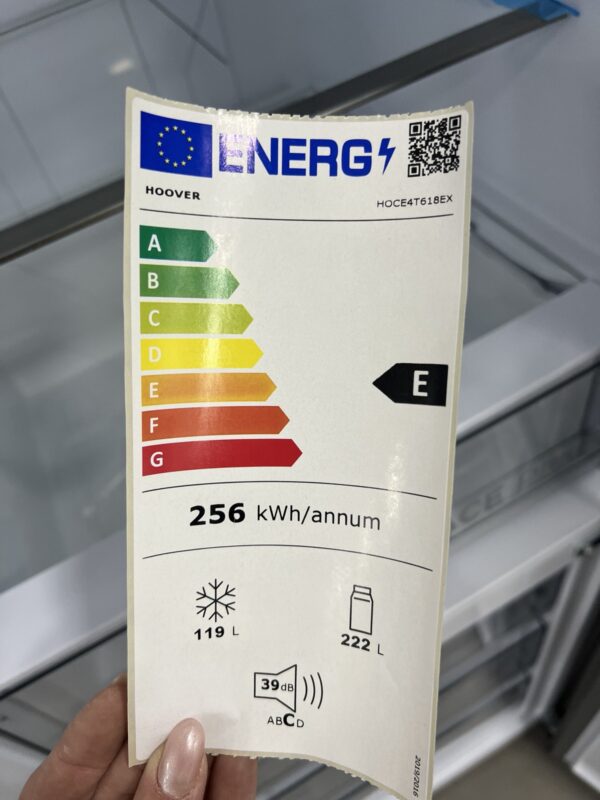 ENERG
HOOVER
HOCE4T618EX
A
B
C
D
E
E
F
G
256 kWh/annum
119 L
222 L
39dB
ABCD
2019/2016